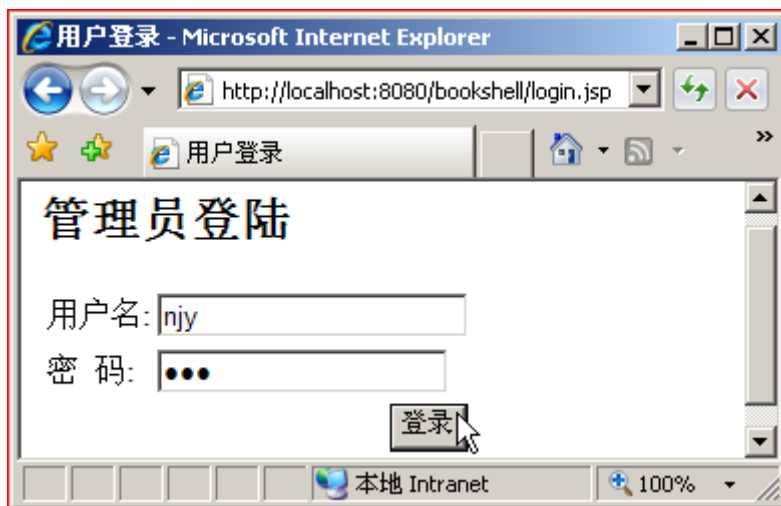 用户登录 - Microsoft Internet Explorer
http://localhost:8080/bookshell/login.jsp
用户登录
»
管理员登陆
用户名: njy
密 码: •••
登录
本地 Intranet
100%